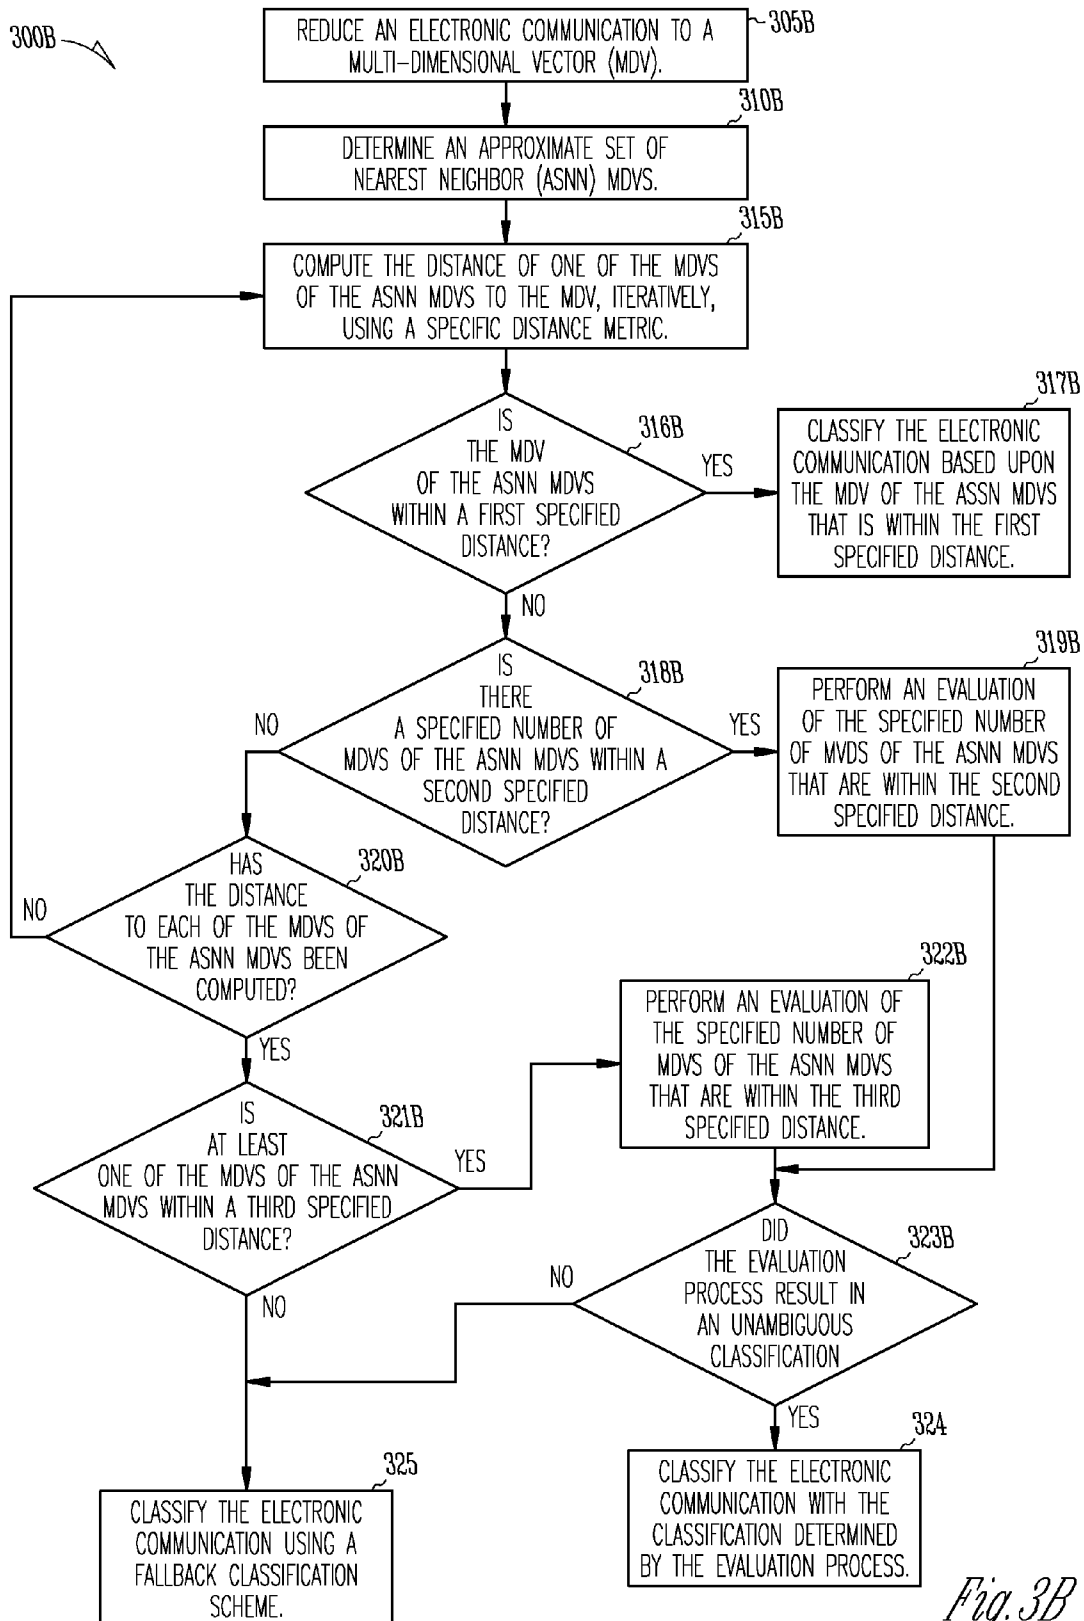 300B
305B
REDUCE AN ELECTRONIC COMMUNICATION TO A
MULTI-DIMENSIONAL VECTOR (MDV).
310B
DETERMINE AN APPROXIMATE SET OF
NEAREST NEIGHBOR (ASNN) MDVS.
315B
COMPUTE THE DISTANCE OF ONE OF THE MDVS
OF THE ASNN MDVS TO THE MDV, ITERATIVELY,
USING A SPECIFIC DISTANCE METRIC.
316B
IS
THE MDV
OF THE ASNN MDVS
WITHIN A FIRST SPECIFIED
DISTANCE?
YES
NO
317B
CLASSIFY THE ELECTRONIC
COMMUNICATION BASED UPON
THE MDV OF THE ASSN MDVS
THAT IS WITHIN THE FIRST
SPECIFIED DISTANCE.
318B
IS
THERE
A SPECIFIED NUMBER OF
MDVS OF THE ASNN MDVS WITHIN A
SECOND SPECIFIED
DISTANCE?
NO
YES
319B
PERFORM AN EVALUATION
OF THE SPECIFIED NUMBER
OF MVDS OF THE ASNN MDVS
THAT ARE WITHIN THE SECOND
SPECIFIED DISTANCE.
320B
HAS
THE DISTANCE
TO EACH OF THE MDVS OF
THE ASNN MDVS BEEN
COMPUTED?
NO
YES
321B
IS
AT LEAST
ONE OF THE MDVS OF THE ASNN
MDVS WITHIN A THIRD SPECIFIED
DISTANCE?
YES
NO
322B
PERFORM AN EVALUATION OF
THE SPECIFIED NUMBER OF
MDVS OF THE ASNN MDVS
THAT ARE WITHIN THE THIRD
SPECIFIED DISTANCE.
323B
DID
THE EVALUATION
PROCESS RESULT IN
AN UNAMBIGUOUS
CLASSIFICATION
NO
YES
324
CLASSIFY THE ELECTRONIC
COMMUNICATION WITH THE
CLASSIFICATION DETERMINED
BY THE EVALUATION PROCESS.
325
CLASSIFY THE ELECTRONIC
COMMUNICATION USING A
FALLBACK CLASSIFICATION
SCHEME.
Fig. 3B